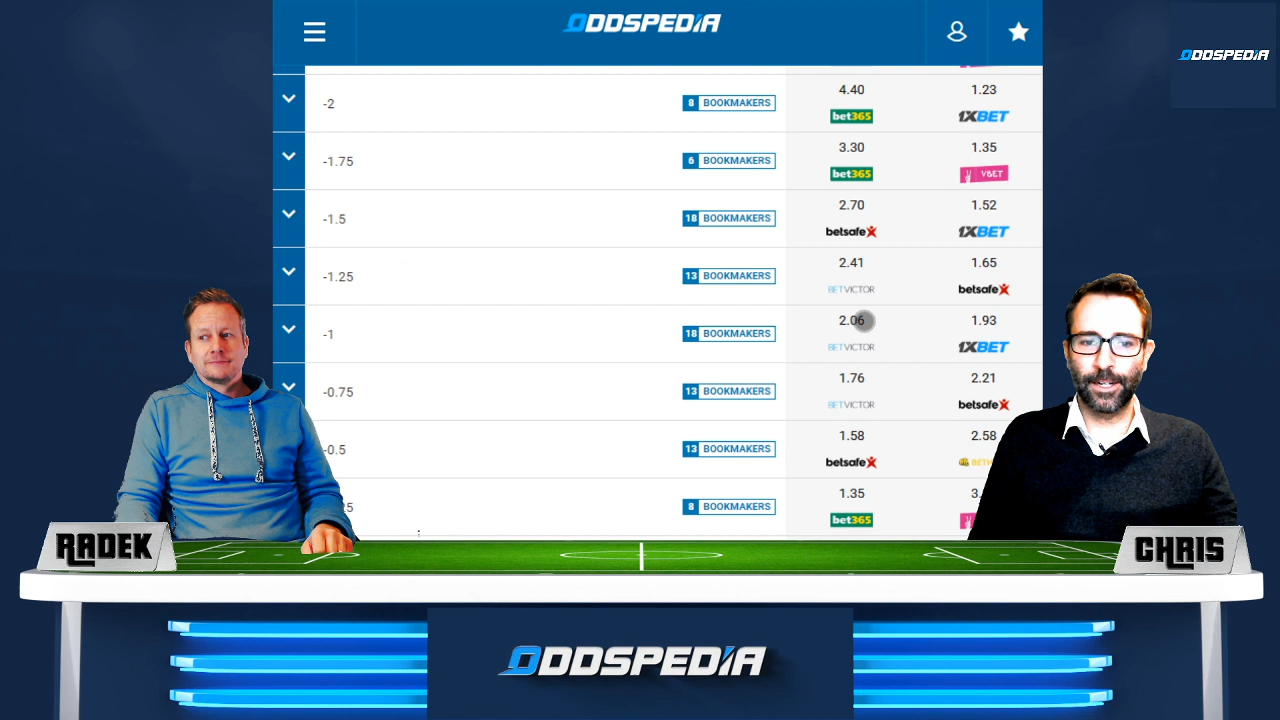 ODDSPEDIA
ODDSPEDIA
-2 8 BOOKMAKERS 4.40 1.23
bet365 1XBET
-1.75 6 BOOKMAKERS 3.30 1.35
bet365 VBET
-1.5 18 BOOKMAKERS 2.70 1.52
betsafe 1XBET
-1.25 13 BOOKMAKERS 2.41 1.65
BETVICTOR betsafe
-1 18 BOOKMAKERS 2.06 1.93
BETVICTOR 1XBET
-0.75 13 BOOKMAKERS 1.76 2.21
BETVICTOR betsafe
-0.5 13 BOOKMAKERS 1.58 2.58
betsafe
8 BOOKMAKERS 1.35
bet365
RADEK
CHRIS
ODDSPEDIA